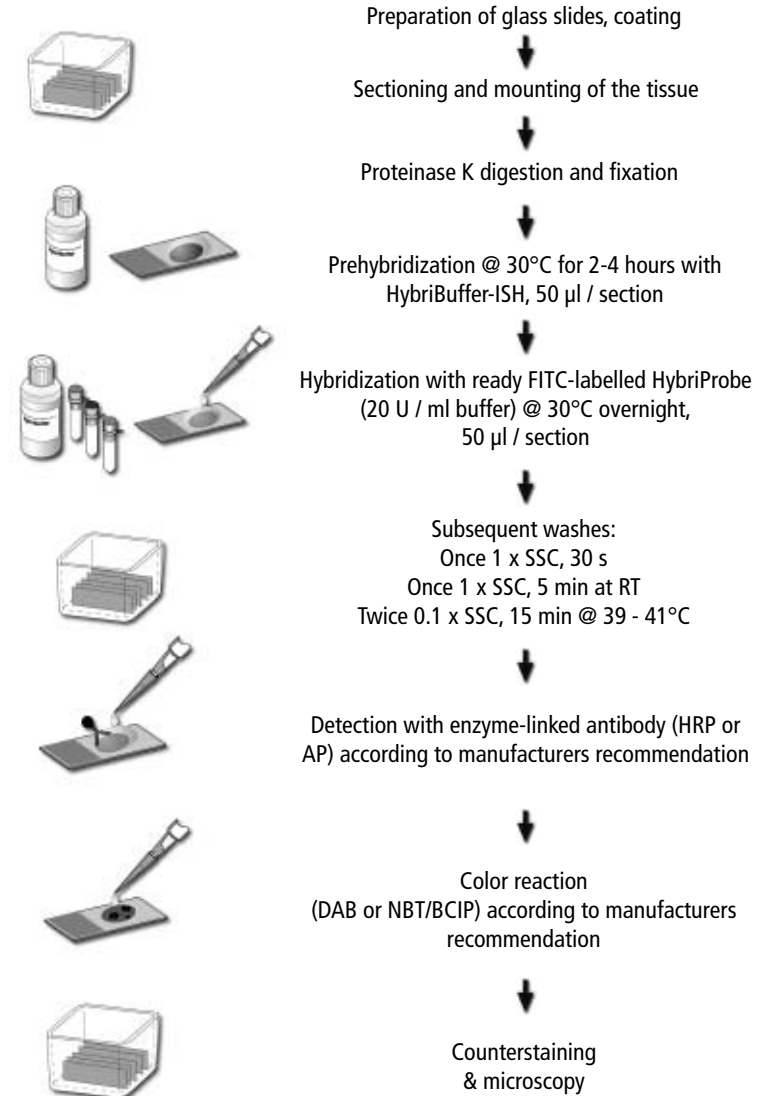 Preparation of glass slides, coating
Sectioning and mounting of the tissue
Proteinase K digestion and fixation
Prehybridization @ 30°C for 2-4 hours with
HybriBuffer-ISH, 50 µl / section
Hybridization with ready FITC-labelled HybriProbe
(20 U / ml buffer) @ 30°C overnight,
50 µl / section
Subsequent washes:
Once 1 x SSC, 30 s
Once 1 x SSC, 5 min at RT
Twice 0.1 x SSC, 15 min @ 39 - 41°C
Detection with enzyme-linked antibody (HRP or
AP) according to manufacturers recommendation
Color reaction
(DAB or NBT/BCIP) according to manufacturers
recommendation
Counterstaining
& microscopy